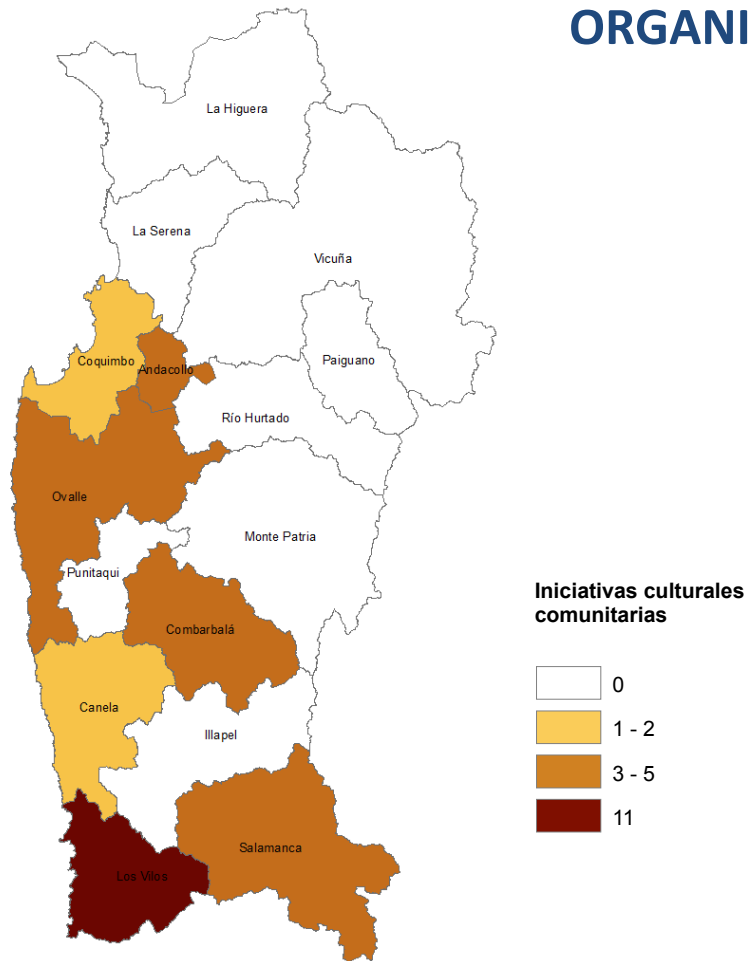 ORGANI
La Higuera
La Serena
Vicuña
Coquimbo
Andacollo
Paiguano
Río Hurtado
Ovalle
Monte Patria
Punitaqui
Combarbalá
Canela
Illapel
Salamanca
Los Vilos
Iniciativas culturales
comunitarias
0
1 - 2
3 - 5
11